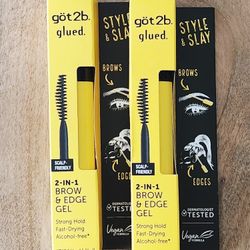 göt2b.
glued.
STYLE
& SLAY
BROWS
EDGES
SCALP-
FRIENDLY
2-IN-1
BROW
& EDGE
GEL
Strong Hold
Fast-Drying
Alcohol-free*
DERMATOLOGIST
TESTED
Vegan
FORMULA
göt2b.
glued.
STYLE
& SLAY
BROWS
EDGES
SCALP-
FRIENDLY
2-IN-1
BROW
& EDGE
GEL
Strong Hold
Fast-Drying
Alcohol-free*
DERMATOLOGIST
TESTED
Vegan
FORMULA